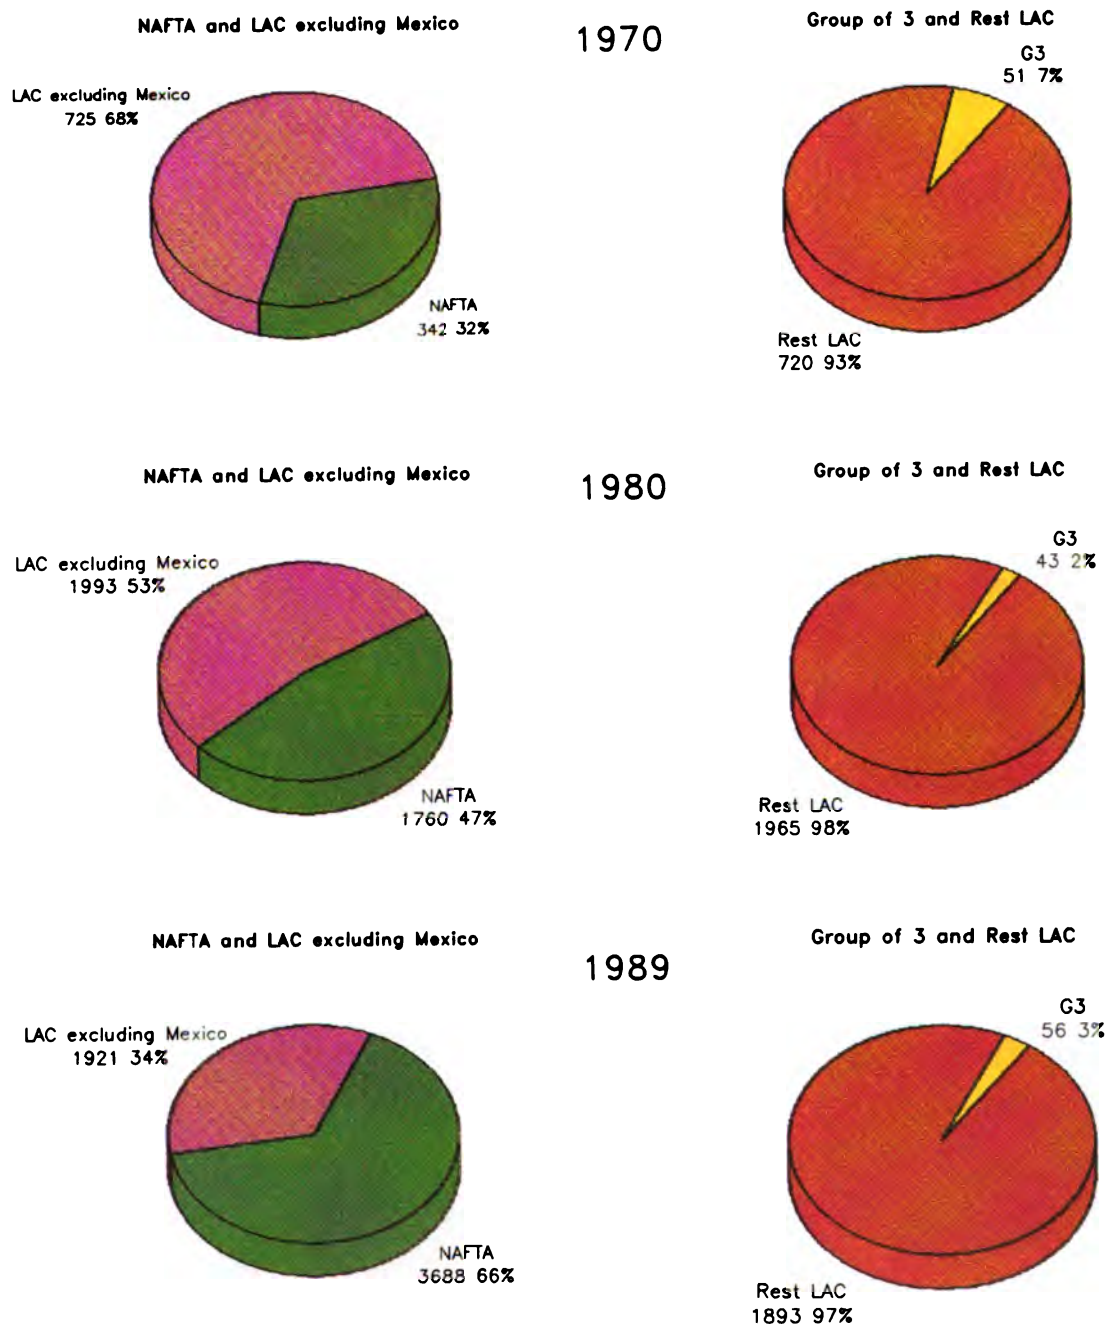 NAFTA and LAC excluding Mexico
1970
Group of 3 and Rest LAC
LAC excluding Mexico
725 68%
NAFTA
342 32%
G3
51 7%
Rest LAC
720 93%
NAFTA and LAC excluding Mexico
1980
Group of 3 and Rest LAC
LAC excluding Mexico
1993 53%
NAFTA
1760 47%
G3
43 2%
Rest LAC
1965 98%
NAFTA and LAC excluding Mexico
1989
Group of 3 and Rest LAC
LAC excluding Mexico
1921 34%
NAFTA
3688 66%
G3
56 3%
Rest LAC
1893 97%